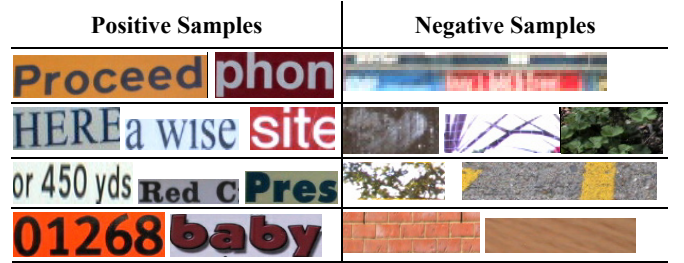 Positive Samples Negative Samples
Proceed phon
HERE a wise site
or 450 yds Red C Pres
01268 baby